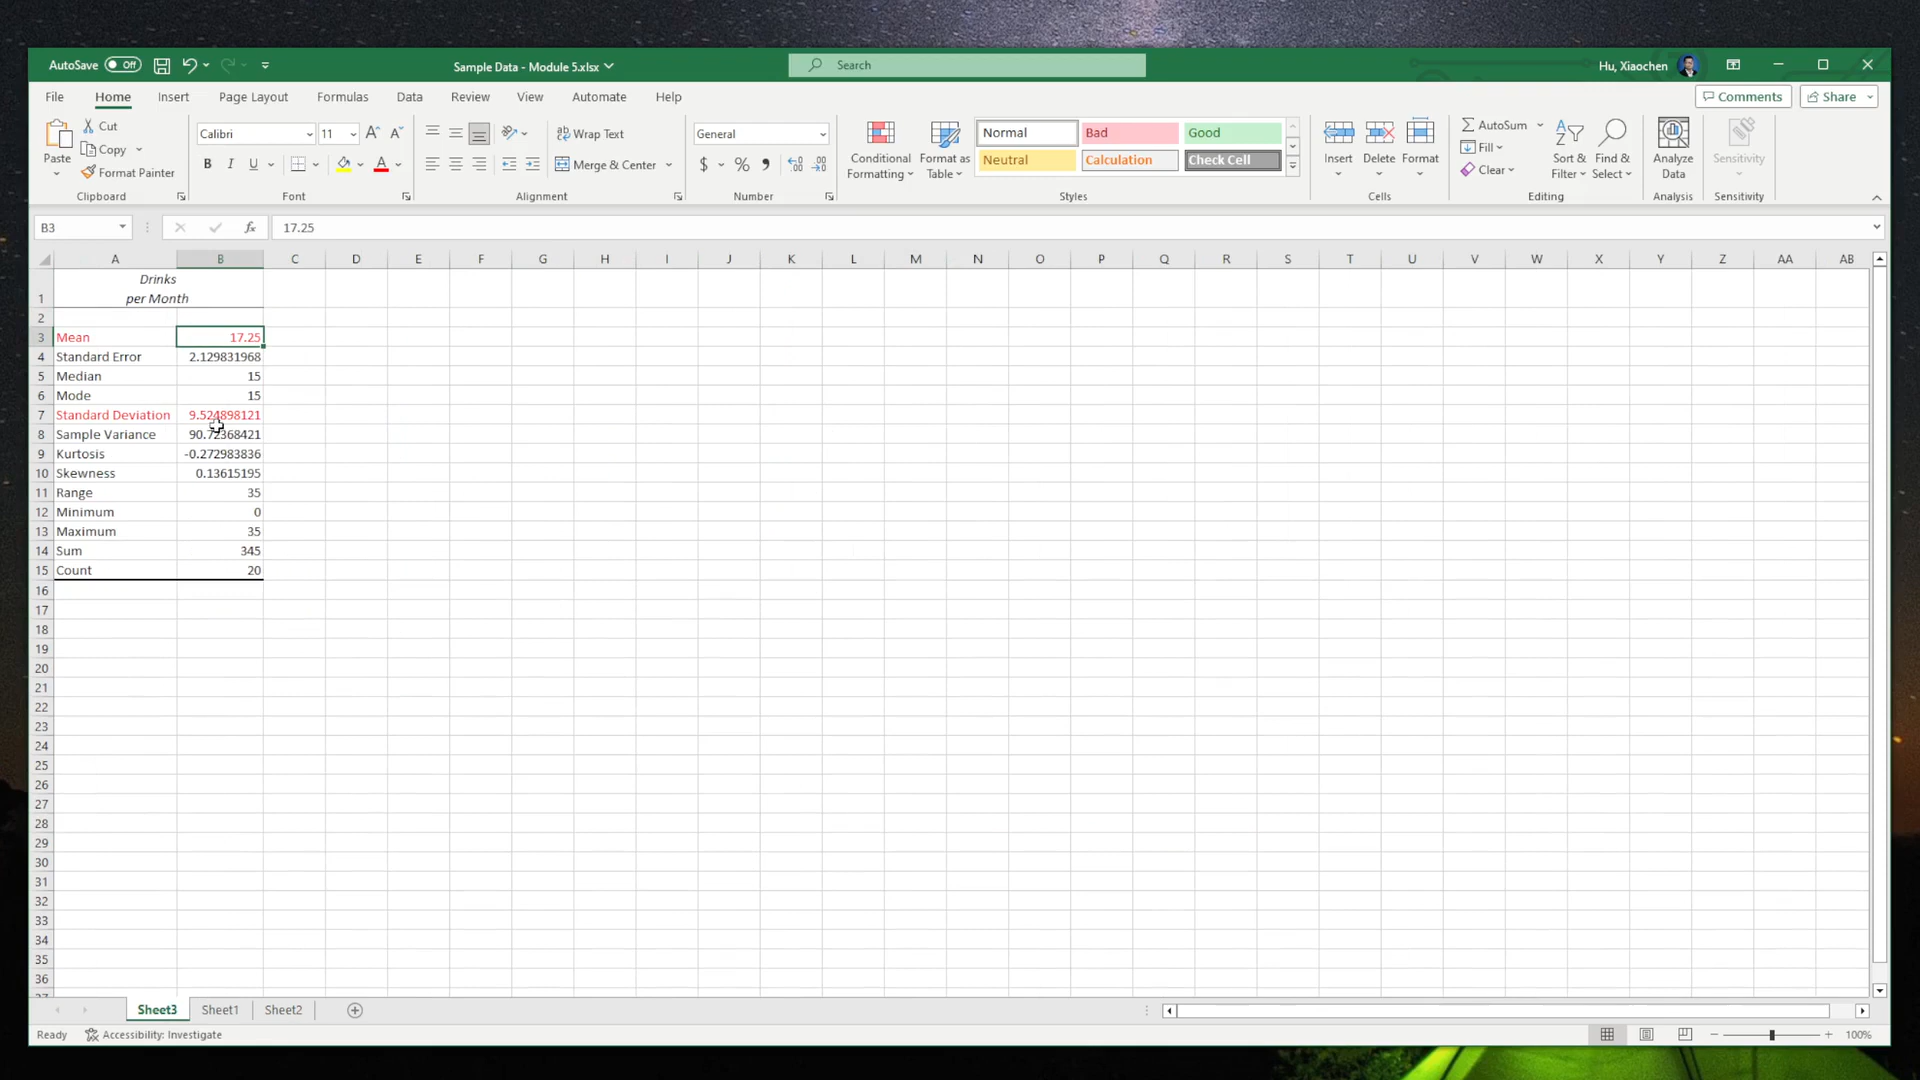 AutoSave Off
Sample Data - Module 5.xlsx
Search
Hu, Xiaochen
File Home Insert Page Layout Formulas Data Review View Automate Help
Comments Share
Paste
Cut
Copy
Format Painter
Clipboard
Calibri 11
B I U
Font
Wrap Text
Merge & Center
Alignment
General
$ % ,
Number
Conditional
Formatting
Format as
Table
Normal Bad Good
Neutral Calculation Check Cell
Styles
Insert Delete Format
Cells
AutoSum
Fill
Clear
Sort &
Filter
Find &
Select
Editing
Analyze
Data
Analysis
Sensitivity
Sensitivity
B3 fx 17.25
A B C D E F G H I J K L M N O P Q R S T U V W X Y Z AA AB
Drinks
1 per Month
2
3 Mean 17.25
4 Standard Error 2.129831968
5 Median 15
6 Mode 15
7 Standard Deviation 9.524898121
8 Sample Variance 90.72368421
9 Kurtosis -0.272983836
10 Skewness 0.13615195
11 Range 35
12 Minimum 0
13 Maximum 35
14 Sum 345
15 Count 20
16
17
18
19
20
21
22
23
24
25
26
27
28
29
30
31
32
33
34
35
36
37
Sheet3 Sheet1 Sheet2
Ready Accessibility: Investigate 100%